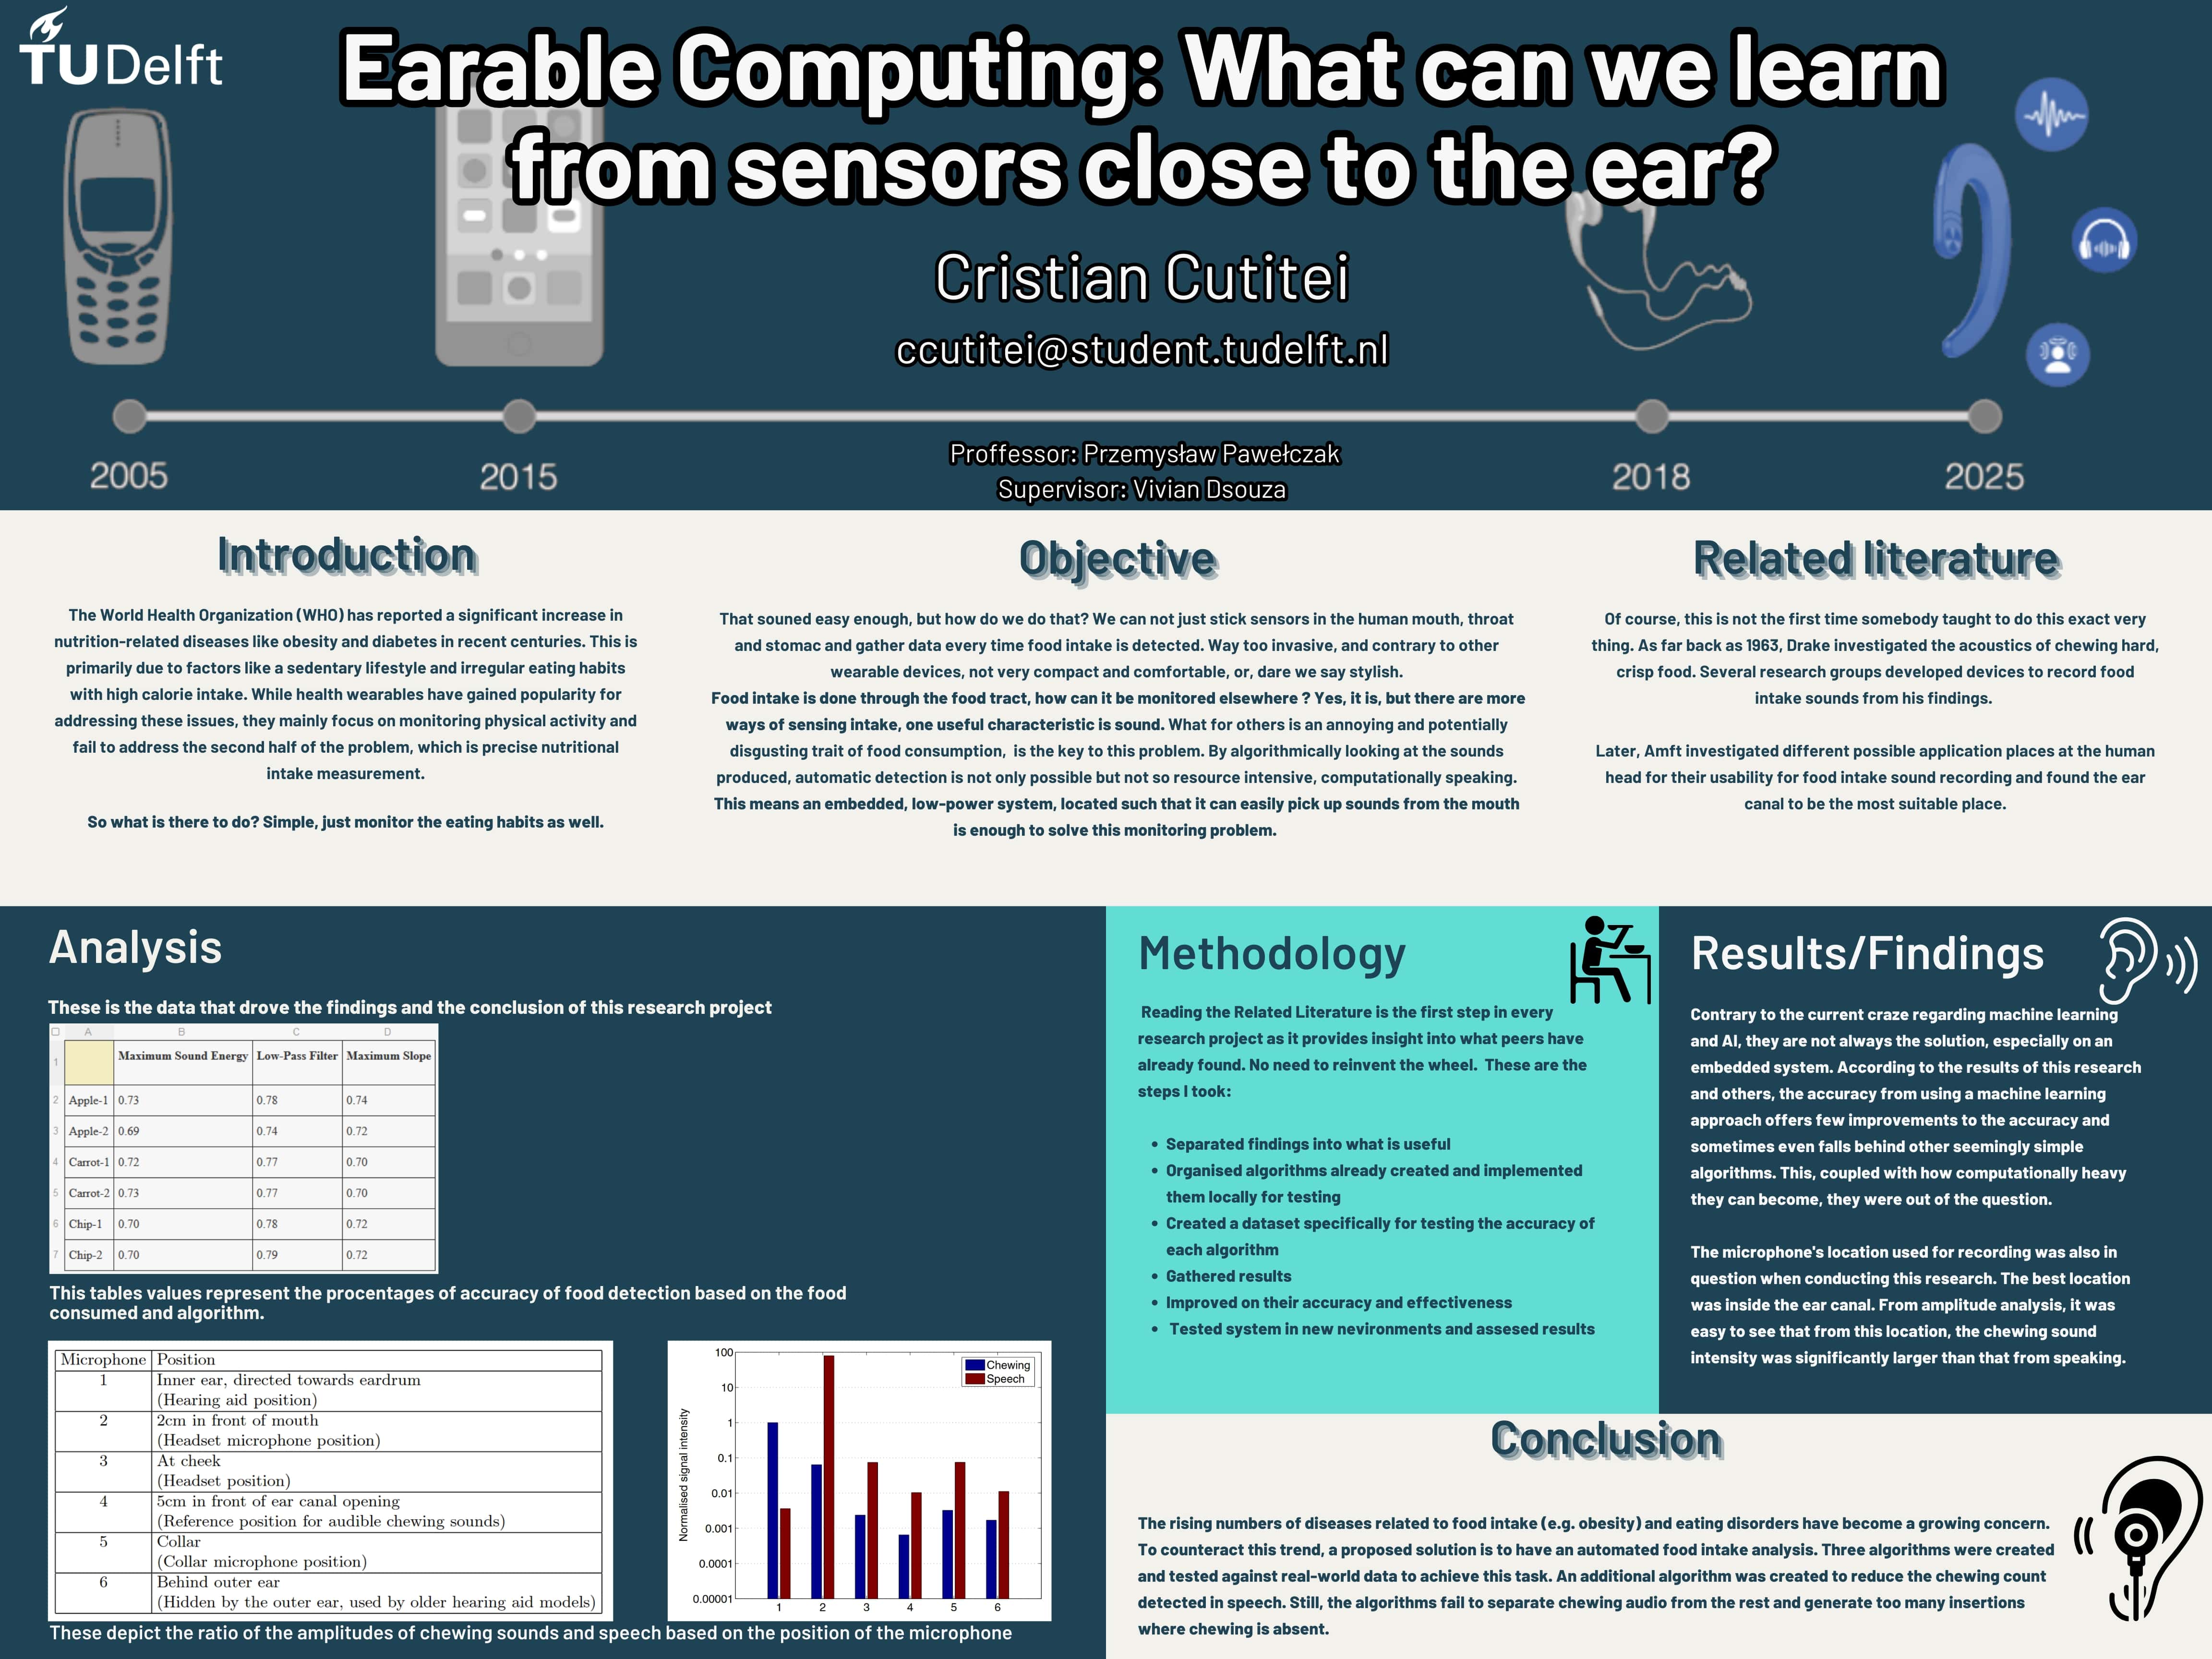 TUDelft
Earable Computing: What can we learn
from sensors close to the ear?
Cristian Cutitei
ccutitei@student.tudelft.nl
Proffessor: Przemysław Pawełczak
Supervisor: Vivian Dsouza
2005
2015
2018
2025
Introduction
The World Health Organization (WHO) has reported a significant increase in
nutrition-related diseases like obesity and diabetes in recent centuries. This is
primarily due to factors like a sedentary lifestyle and irregular eating habits
with high calorie intake. While health wearables have gained popularity for
addressing these issues, they mainly focus on monitoring physical activity and
fail to address the second half of the problem, which is precise nutritional
intake measurement.
So what is there to do? Simple, just monitor the eating habits as well.
Objective
That souned easy enough, but how do we do that? We can not just stick sensors in the human mouth, throat
and stomac and gather data every time food intake is detected. Way too invasive, and contrary to other
wearable devices, not very compact and comfortable, or, dare we say stylish.
Food intake is done through the food tract, how can it be monitored elsewhere ? Yes, it is, but there are more
ways of sensing intake, one useful characteristic is sound. What for others is an annoying and potentially
disgusting trait of food consumption, is the key to this problem. By algorithmically looking at the sounds
produced, automatic detection is not only possible but not so resource intensive, computationally speaking.
This means an embedded, low-power system, located such that it can easily pick up sounds from the mouth
is enough to solve this monitoring problem.
Related literature
Of course, this is not the first time somebody taught to do this exact very
thing. As far back as 1963, Drake investigated the acoustics of chewing hard,
crisp food. Several research groups developed devices to record food
intake sounds from his findings.
Later, Amft investigated different possible application places at the human
head for their usability for food intake sound recording and found the ear
canal to be the most suitable place.
Analysis
These is the data that drove the findings and the conclusion of this research project
A B C D
1 Maximum Sound Energy Low-Pass Filter Maximum Slope
2 Apple-1 0.73 0.78 0.74
3 Apple-2 0.69 0.74 0.72
4 Carrot-1 0.72 0.77 0.70
5 Carrot-2 0.73 0.77 0.70
6 Chip-1 0.70 0.78 0.72
7 Chip-2 0.70 0.79 0.72
This tables values represent the procentages of accuracy of food detection based on the food
consumed and algorithm.
Microphone Position
1 Inner ear, directed towards eardrum
(Hearing aid position)
2 2cm in front of mouth
(Headset microphone position)
3 At cheek
(Headset position)
4 5cm in front of ear canal opening
(Reference position for audible chewing sounds)
5 Collar
(Collar microphone position)
6 Behind outer ear
(Hidden by the outer ear, used by older hearing aid models)
Normalised signal intensity
100
10
1
0.1
0.01
0.001
0.0001
0.00001
1 2 3 4 5 6
Chewing
Speech
These depict the ratio of the amplitudes of chewing sounds and speech based on the position of the microphone
Methodology
Reading the Related Literature is the first step in every
research project as it provides insight into what peers have
already found. No need to reinvent the wheel. These are the
steps I took:
• Separated findings into what is useful
• Organised algorithms already created and implemented
them locally for testing
• Created a dataset specifically for testing the accuracy of
each algorithm
• Gathered results
• Improved on their accuracy and effectiveness
• Tested system in new nevironments and assesed results
Results/Findings
Contrary to the current craze regarding machine learning
and AI, they are not always the solution, especially on an
embedded system. According to the results of this research
and others, the accuracy from using a machine learning
approach offers few improvements to the accuracy and
sometimes even falls behind other seemingly simple
algorithms. This, coupled with how computationally heavy
they can become, they were out of the question.
The microphone's location used for recording was also in
question when conducting this research. The best location
was inside the ear canal. From amplitude analysis, it was
easy to see that from this location, the chewing sound
intensity was significantly larger than that from speaking.
Conclusion
The rising numbers of diseases related to food intake (e.g. obesity) and eating disorders have become a growing concern.
To counteract this trend, a proposed solution is to have an automated food intake analysis. Three algorithms were created
and tested against real-world data to achieve this task. An additional algorithm was created to reduce the chewing count
detected in speech. Still, the algorithms fail to separate chewing audio from the rest and generate too many insertions
where chewing is absent.